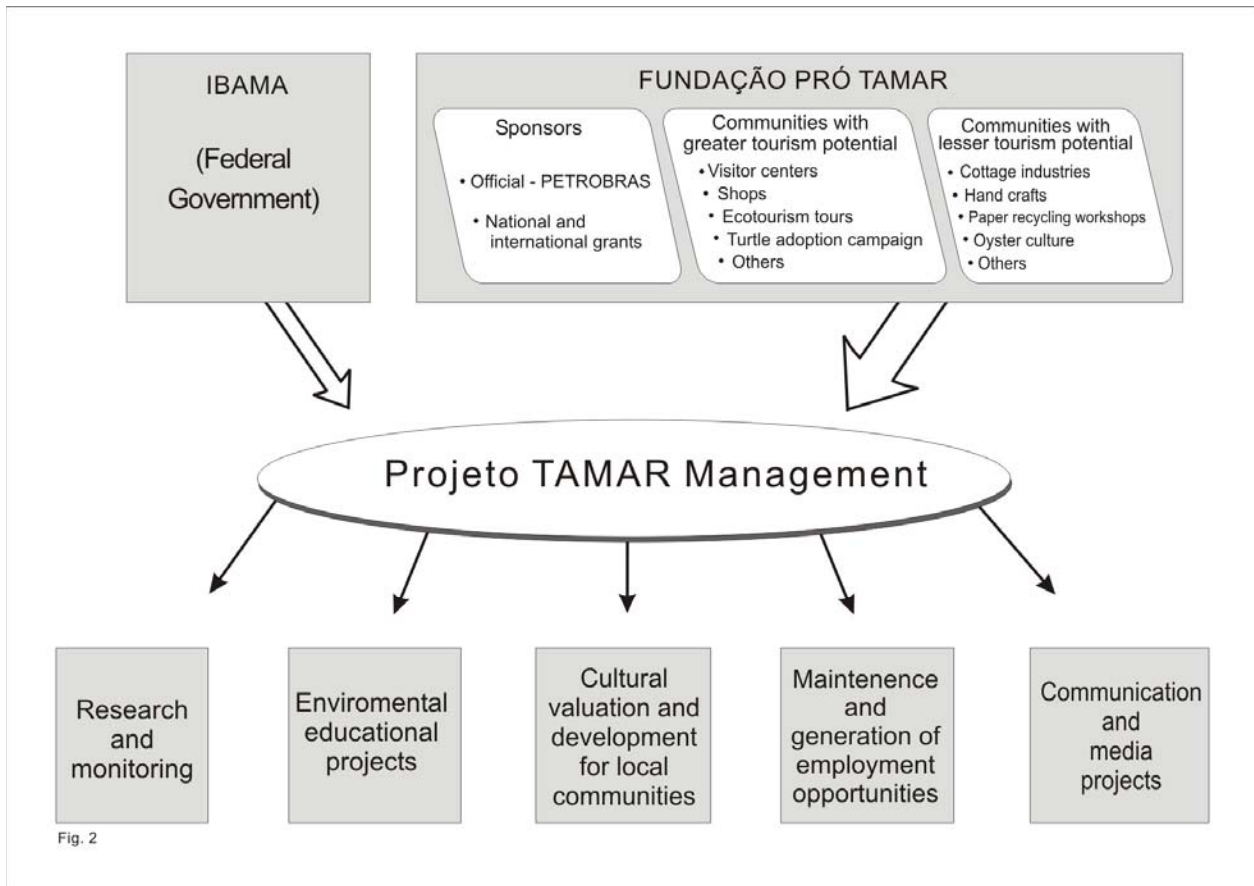 IBAMA
(Federal
Government)
FUNDAÇÃO PRÓ TAMAR
Sponsors
• Official - PETROBRAS
• National and
international grants
Communities with
greater tourism potential
• Visitor centers
• Shops
• Ecotourism tours
• Turtle adoption campaign
• Others
Communities with
lesser tourism potential
• Cottage industries
• Hand crafts
• Paper recycling workshops
• Oyster culture
• Others
Projeto TAMAR Management
Research
and
monitoring
Enviromental
educational
projects
Cultural
valuation and
development
for local
communities
Maintenence
and
generation of
employment
opportunities
Communication
and
media
projects
Fig. 2